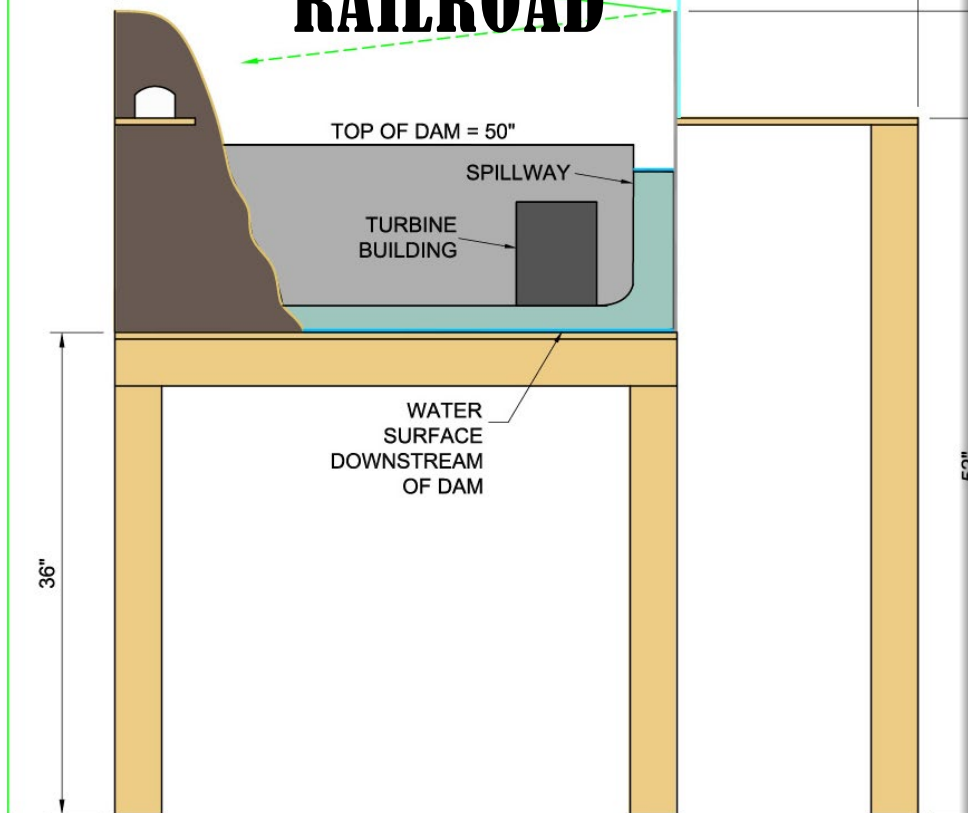 RAILROAD
TOP OF DAM = 50"
SPILLWAY
TURBINE
BUILDING
WATER
SURFACE
DOWNSTREAM
OF DAM
36"